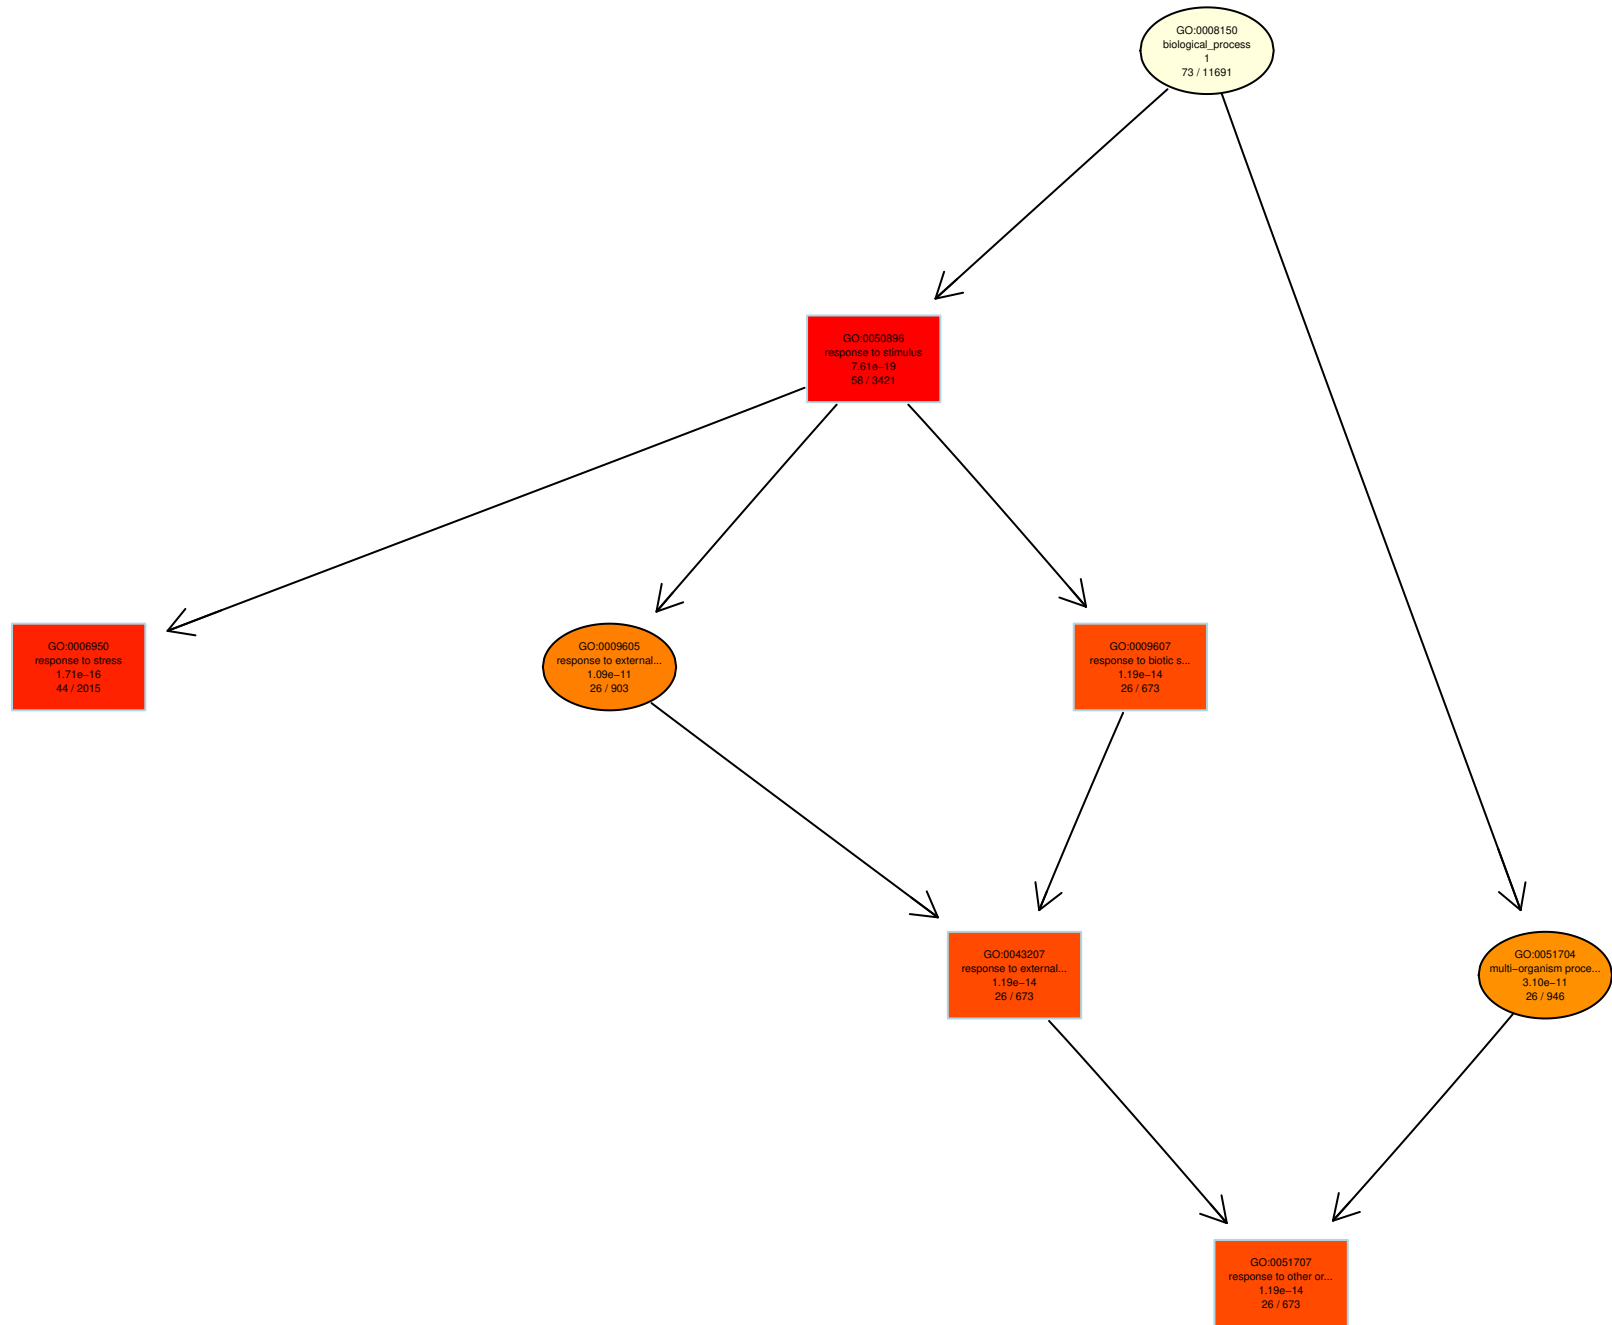 GO:0008150
biological_process
1
73 / 11691
GO:0050896
response to stimulus
7.61e−19
58 / 3421
GO:0006950
response to stress
1.71e−16
44 / 2015
GO:0009605
response to external...
1.09e−11
26 / 903
GO:0009607
response to biotic s...
1.19e−14
26 / 673
GO:0043207
response to external...
1.19e−14
26 / 673
GO:0051704
multi−organism proce...
3.10e−11
26 / 946
GO:0051707
response to other or...
1.19e−14
26 / 673